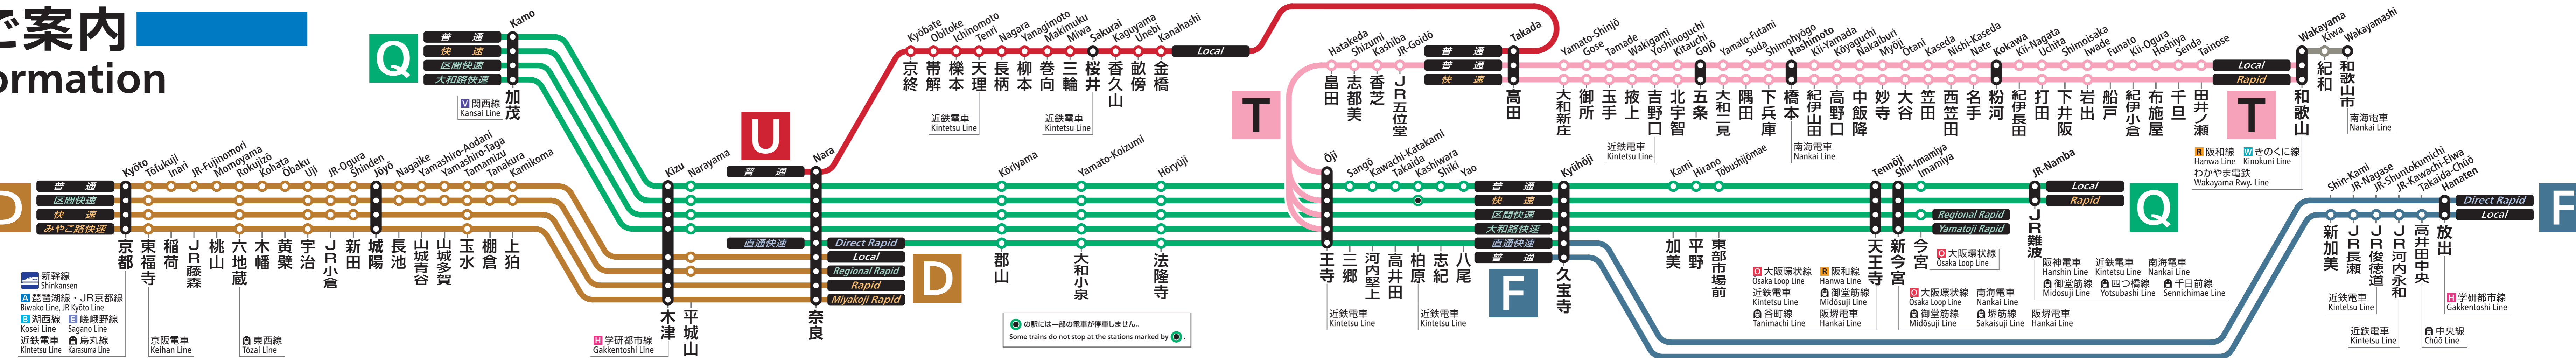 ご案内
ormation
Q
普通
快速
区間快速
大和路快速
Kamo
加茂
V 関西線
Kansai Line
U
普通
Nara
奈良
Kyōbate
Obitoke
Ichinomoto
Tenri
Nagara
Yanagimoto
Makimuku
Miwa
Sakurai
Kaguyama
Unebi
Kanahashi
Local
京終
帯解
櫟本
天理
長柄
柳本
巻向
三輪
桜井
香久山
畝傍
金橋
近鉄電車
Kintetsu Line
近鉄電車
Kintetsu Line
T
Hatakeda
Shizumi
Kashiba
JR-Goidō
畠田
志都美
香芝
JR五位堂
普通
普通
快速
Takada
高田
Yamato-Shinjō
Gose
Tamade
Wakigami
Yoshinoguchi
Kitauchi
Gojō
Yamato-Futami
Suda
Shimohyōgo
Hashimoto
Kii-Yamada
Kōyaguchi
Nakaiburi
Myōji
Ōtani
Kaseda
Nishi-Kaseda
Nate
Kokawa
Kii-Nagata
Uchita
Shimoisaka
Iwade
Funato
Kii-Ogura
Hoshiya
Senda
Tainose
Local
Rapid
Wakayama
Kiwa
Wakayamashi
大和新庄
御所
玉手
掖上
吉野口
北宇智
五条
大和二見
隅田
下兵庫
橋本
紀伊山田
高野口
中飯降
妙寺
大谷
笠田
西笠田
名手
粉河
紀伊長田
打田
下井阪
岩出
船戸
紀伊小倉
布施屋
千旦
田井ノ瀬
T
和歌山
紀和
和歌山市
近鉄電車
Kintetsu Line
南海電車
Nankai Line
南海電車
Nankai Line
R 阪和線
Hanwa Line
W きのくに線
Kinokuni Line
わかやま電鉄
Wakayama Rwy. Line
D
普通
区間快速
快速
みやこ路快速
Kyōto
Tōfukuji
Inari
JR-Fujinomori
Momoyama
Rokujizō
Kohata
Ōbaku
Uji
JR-Ogura
Shinden
Jōyō
Nagaike
Yamashiro-Aodani
Yamashiro-Taga
Tamamizu
Tanakura
Kamikoma
京都
東福寺
稲荷
JR藤森
桃山
六地蔵
木幡
黄檗
宇治
JR小倉
新田
城陽
長池
山城青谷
山城多賀
玉水
棚倉
上狛
新幹線
Shinkansen
A 琵琶湖線・JR京都線
Biwako Line, JR Kyōto Line
B 湖西線
Kosei Line
E 嵯峨野線
Sagano Line
近鉄電車
Kintetsu Line
烏丸線
Karasuma Line
京阪電車
Keihan Line
東西線
Tōzai Line
Kizu
Narayama
木津
平城山
H 学研都市線
Gakkentoshi Line
直通快速
Direct Rapid
Local
Regional Rapid
Rapid
Miyakoji Rapid
D
Kōriyama
Yamato-Koizumi
Hōryūji
郡山
大和小泉
法隆寺
の駅には一部の電車が停車しません。
Some trains do not stop at the stations marked by .
Ōji
Sangō
Kawachi-Katakami
Takaida
Kashiwara
Shiki
Yao
王寺
三郷
河内堅上
高井田
柏原
志紀
八尾
近鉄電車
Kintetsu Line
近鉄電車
Kintetsu Line
普通
快速
区間快速
大和路快速
直通快速
普通
F
Kyūhōji
久宝寺
Kami
Hirano
Tōbushijōmae
加美
平野
東部市場前
Tennōji
Shin-Imamiya
Imamiya
JR-Namba
天王寺
新今宮
今宮
JR難波
Local
Rapid
Regional Rapid
Yamatoji Rapid
Q
O 大阪環状線
Osaka Loop Line
R 阪和線
Hanwa Line
近鉄電車
Kintetsu Line
御堂筋線
Midōsuji Line
谷町線
Tanimachi Line
阪堺電車
Hankai Line
O 大阪環状線
Osaka Loop Line
南海電車
Nankai Line
御堂筋線
Midōsuji Line
堺筋線
Sakaisuji Line
阪堺電車
Hankai Line
O 大阪環状線
Osaka Loop Line
阪神電車
Hanshin Line
近鉄電車
Kintetsu Line
南海電車
Nankai Line
御堂筋線
Midōsuji Line
四つ橋線
Yotsubashi Line
千日前線
Sennichimae Line
Shin-Kami
JR-Nagase
JR-Shuntokumichi
JR-Kawachi-Eiwa
Takaida-Chūō
Hanaten
Direct Rapid
Local
F
新加美
JR長瀬
JR俊徳道
JR河内永和
高井田中央
放出
近鉄電車
Kintetsu Line
近鉄電車
Kintetsu Line
中央線
Chūō Line
H 学研都市線
Gakkentoshi Line